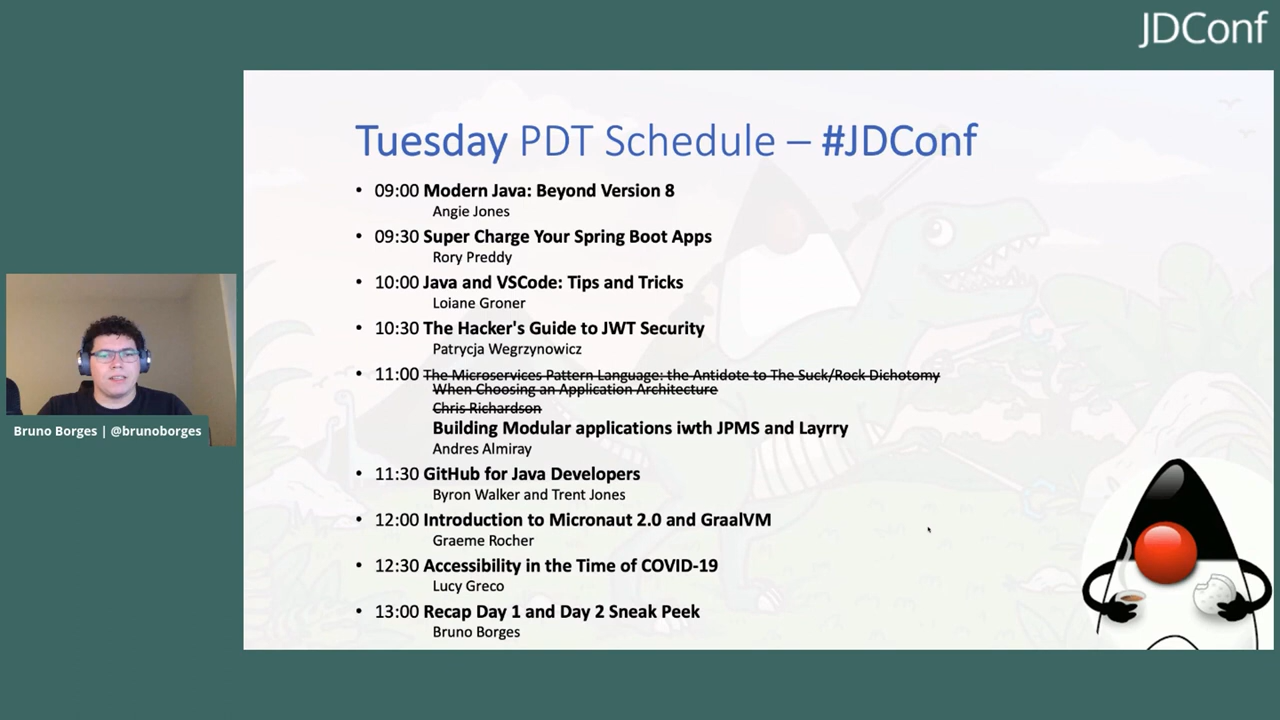 JDConf
Tuesday PDT Schedule – #JDConf
• 09:00 Modern Java: Beyond Version 8
Angie Jones
• 09:30 Super Charge Your Spring Boot Apps
Rory Preddy
• 10:00 Java and VSCode: Tips and Tricks
Loiane Groner
• 10:30 The Hacker's Guide to JWT Security
Patrycja Wegrzynowicz
• 11:00 The Microservices Pattern Language: the Antidote to The Suck/Rock Dichotomy
When Choosing an Application Architecture
Chris Richardson
Building Modular applications iwth JPMS and Layrry
Andres Almiray
• 11:30 GitHub for Java Developers
Byron Walker and Trent Jones
• 12:00 Introduction to Micronaut 2.0 and GraalVM
Graeme Rocher
• 12:30 Accessibility in the Time of COVID-19
Lucy Greco
• 13:00 Recap Day 1 and Day 2 Sneak Peek
Bruno Borges
Bruno Borges | @brunoborges